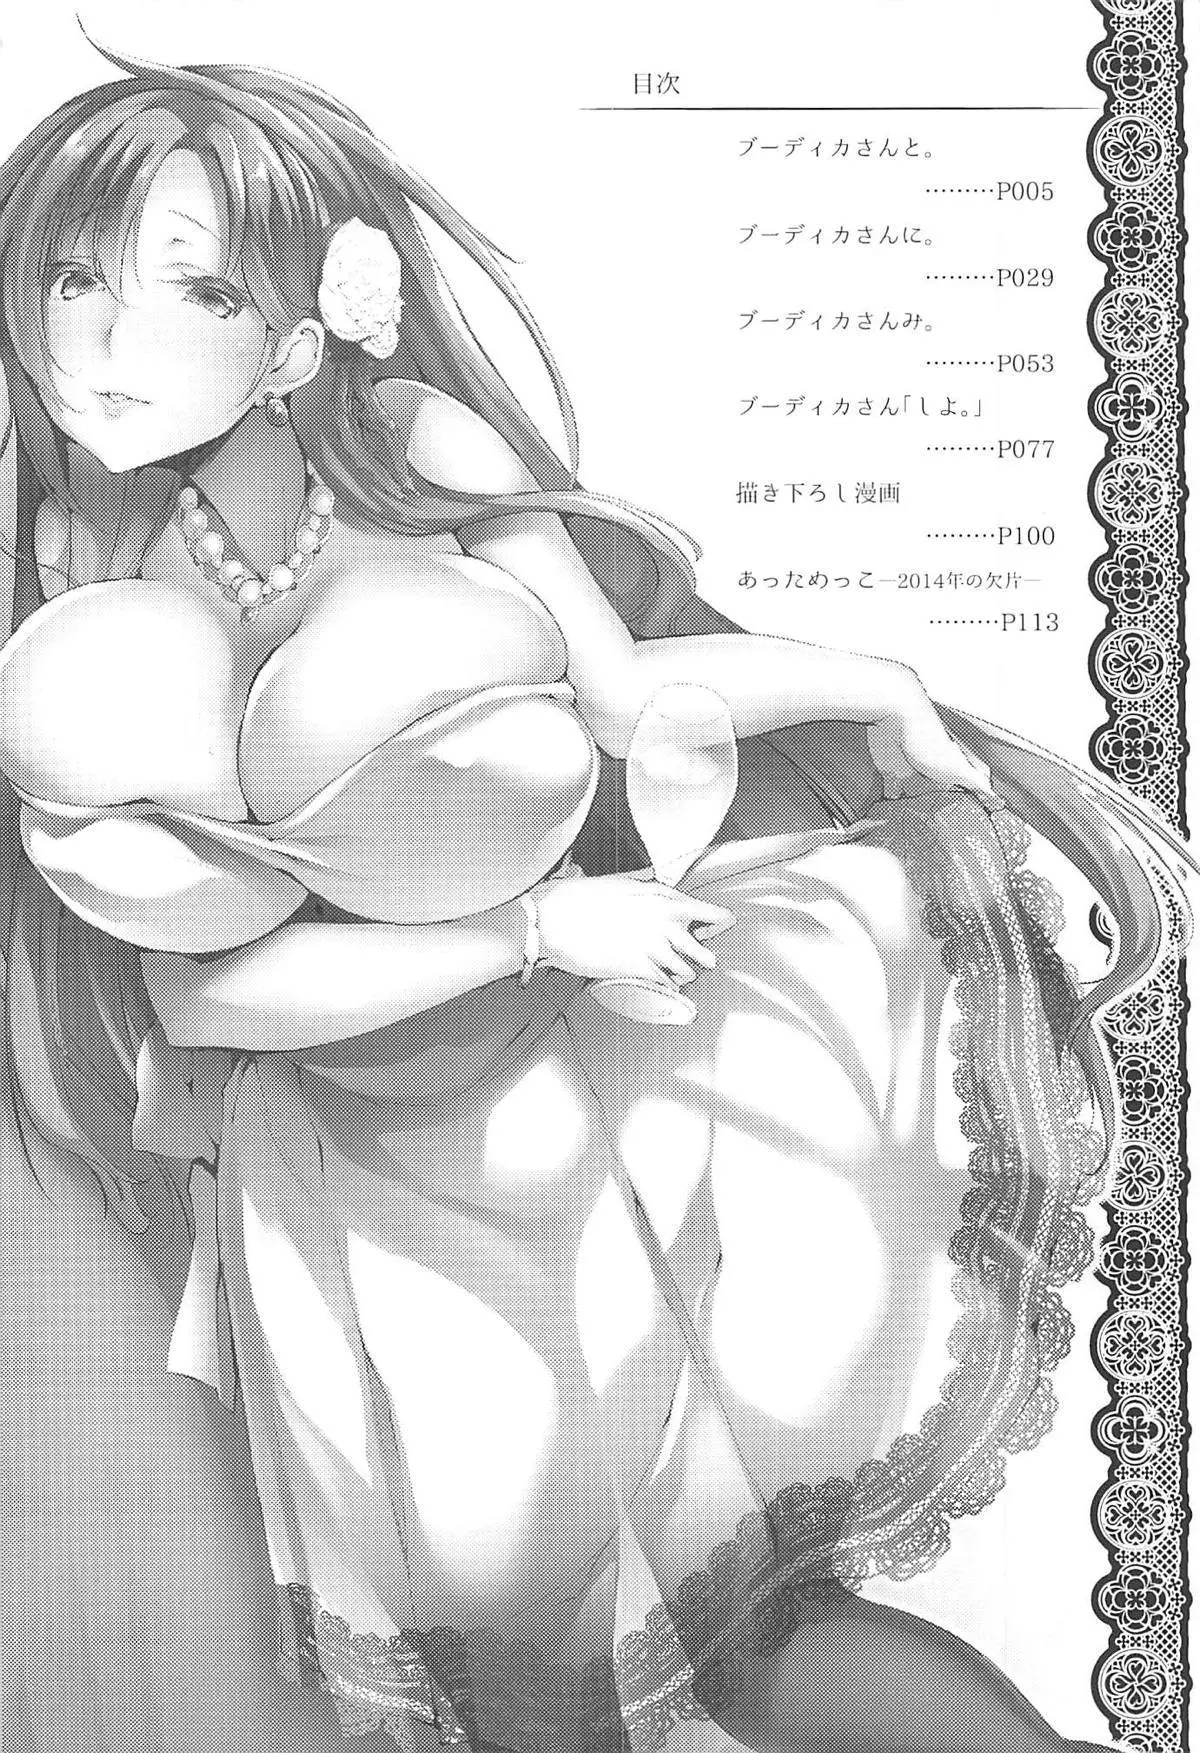 目次
ブーディカさんと。
………P005
ブーディカさんに。
………P029
ブーディカさんみ。
………P053
ブーディカさん「しよ。」
………P077
描き下ろし漫画
………P100
あっためっこ—2014年の欠片—
………P113